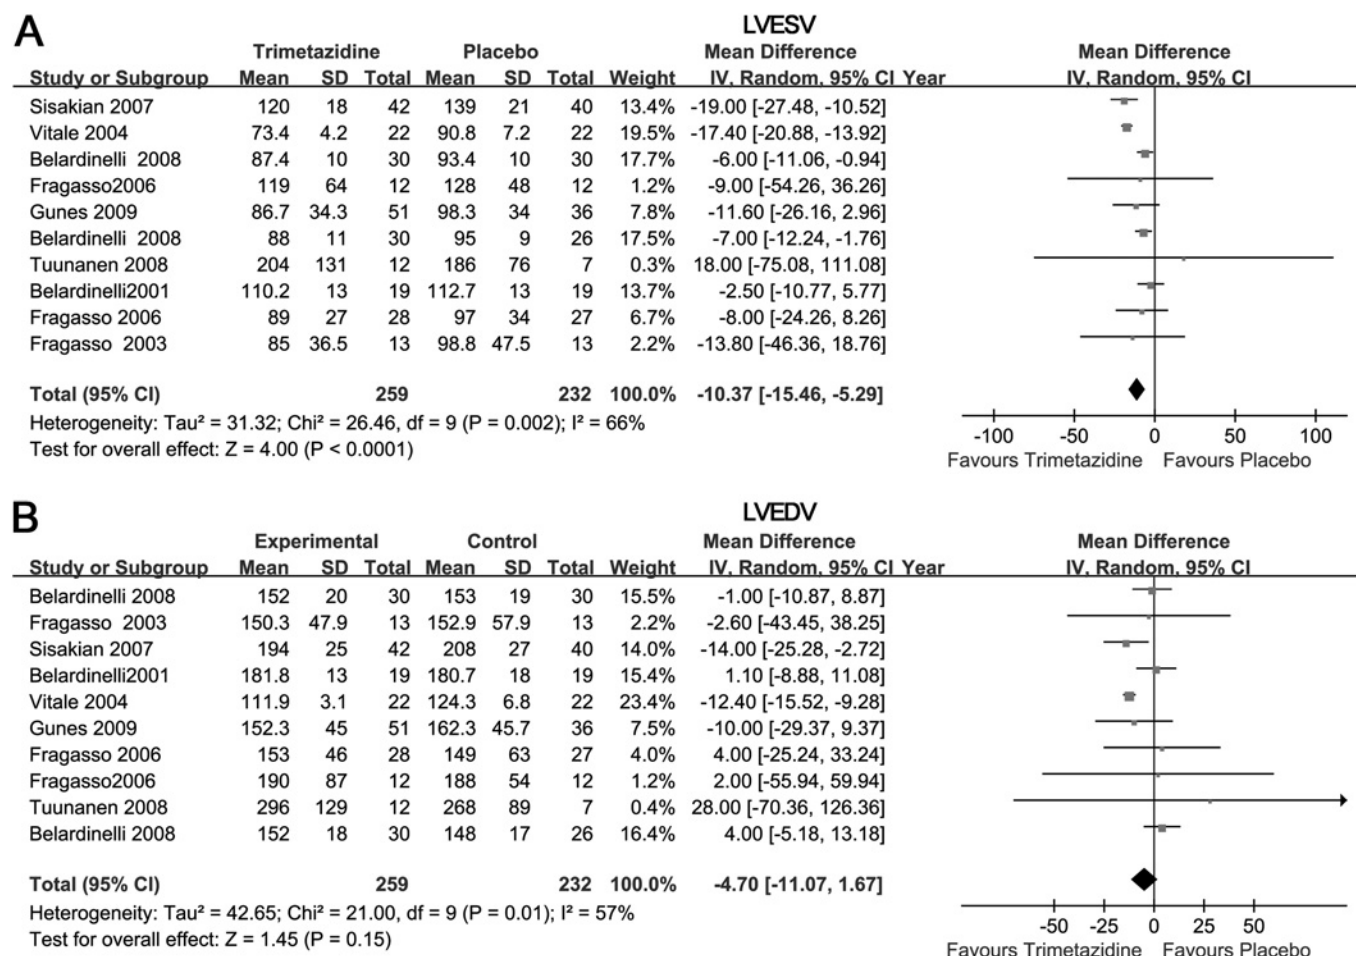 A
LVESV
Trimetazidine Placebo Mean Difference Mean Difference
Study or Subgroup Mean SD Total Mean SD Total Weight IV, Random, 95% CI Year IV, Random, 95% CI
Sisakian 2007 120 18 42 139 21 40 13.4% -19.00 [-27.48, -10.52]
Vitale 2004 73.4 4.2 22 90.8 7.2 22 19.5% -17.40 [-20.88, -13.92]
Belardinelli 2008 87.4 10 30 93.4 10 30 17.7% -6.00 [-11.06, -0.94]
Fragasso2006 119 64 12 128 48 12 1.2% -9.00 [-54.26, 36.26]
Gunes 2009 86.7 34.3 51 98.3 34 36 7.8% -11.60 [-26.16, 2.96]
Belardinelli 2008 88 11 30 95 9 26 17.5% -7.00 [-12.24, -1.76]
Tuunanen 2008 204 131 12 186 76 7 0.3% 18.00 [-75.08, 111.08]
Belardinelli2001 110.2 13 19 112.7 13 19 13.7% -2.50 [-10.77, 5.77]
Fragasso 2006 89 27 28 97 34 27 6.7% -8.00 [-24.26, 8.26]
Fragasso 2003 85 36.5 13 98.8 47.5 13 2.2% -13.80 [-46.36, 18.76]
Total (95% CI) 259 232 100.0% -10.37 [-15.46, -5.29]
Heterogeneity: Tau² = 31.32; Chi² = 26.46, df = 9 (P = 0.002); I² = 66%
Test for overall effect: Z = 4.00 (P < 0.0001)
-100 -50 0 50 100
Favours Trimetazidine Favours Placebo
B
LVEDV
Experimental Control Mean Difference Mean Difference
Study or Subgroup Mean SD Total Mean SD Total Weight IV, Random, 95% CI Year IV, Random, 95% CI
Belardinelli 2008 152 20 30 153 19 30 15.5% -1.00 [-10.87, 8.87]
Fragasso 2003 150.3 47.9 13 152.9 57.9 13 2.2% -2.60 [-43.45, 38.25]
Sisakian 2007 194 25 42 208 27 40 14.0% -14.00 [-25.28, -2.72]
Belardinelli2001 181.8 13 19 180.7 18 19 15.4% 1.10 [-8.88, 11.08]
Vitale 2004 111.9 3.1 22 124.3 6.8 22 23.4% -12.40 [-15.52, -9.28]
Gunes 2009 152.3 45 51 162.3 45.7 36 7.5% -10.00 [-29.37, 9.37]
Fragasso 2006 153 46 28 149 63 27 4.0% 4.00 [-25.24, 33.24]
Fragasso2006 190 87 12 188 54 12 1.2% 2.00 [-55.94, 59.94]
Tuunanen 2008 296 129 12 268 89 7 0.4% 28.00 [-70.36, 126.36]
Belardinelli 2008 152 18 30 148 17 26 16.4% 4.00 [-5.18, 13.18]
Total (95% CI) 259 232 100.0% -4.70 [-11.07, 1.67]
Heterogeneity: Tau² = 42.65; Chi² = 21.00, df = 9 (P = 0.01); I² = 57%
Test for overall effect: Z = 1.45 (P = 0.15)
-50 -25 0 25 50
Favours Trimetazidine Favours Placebo